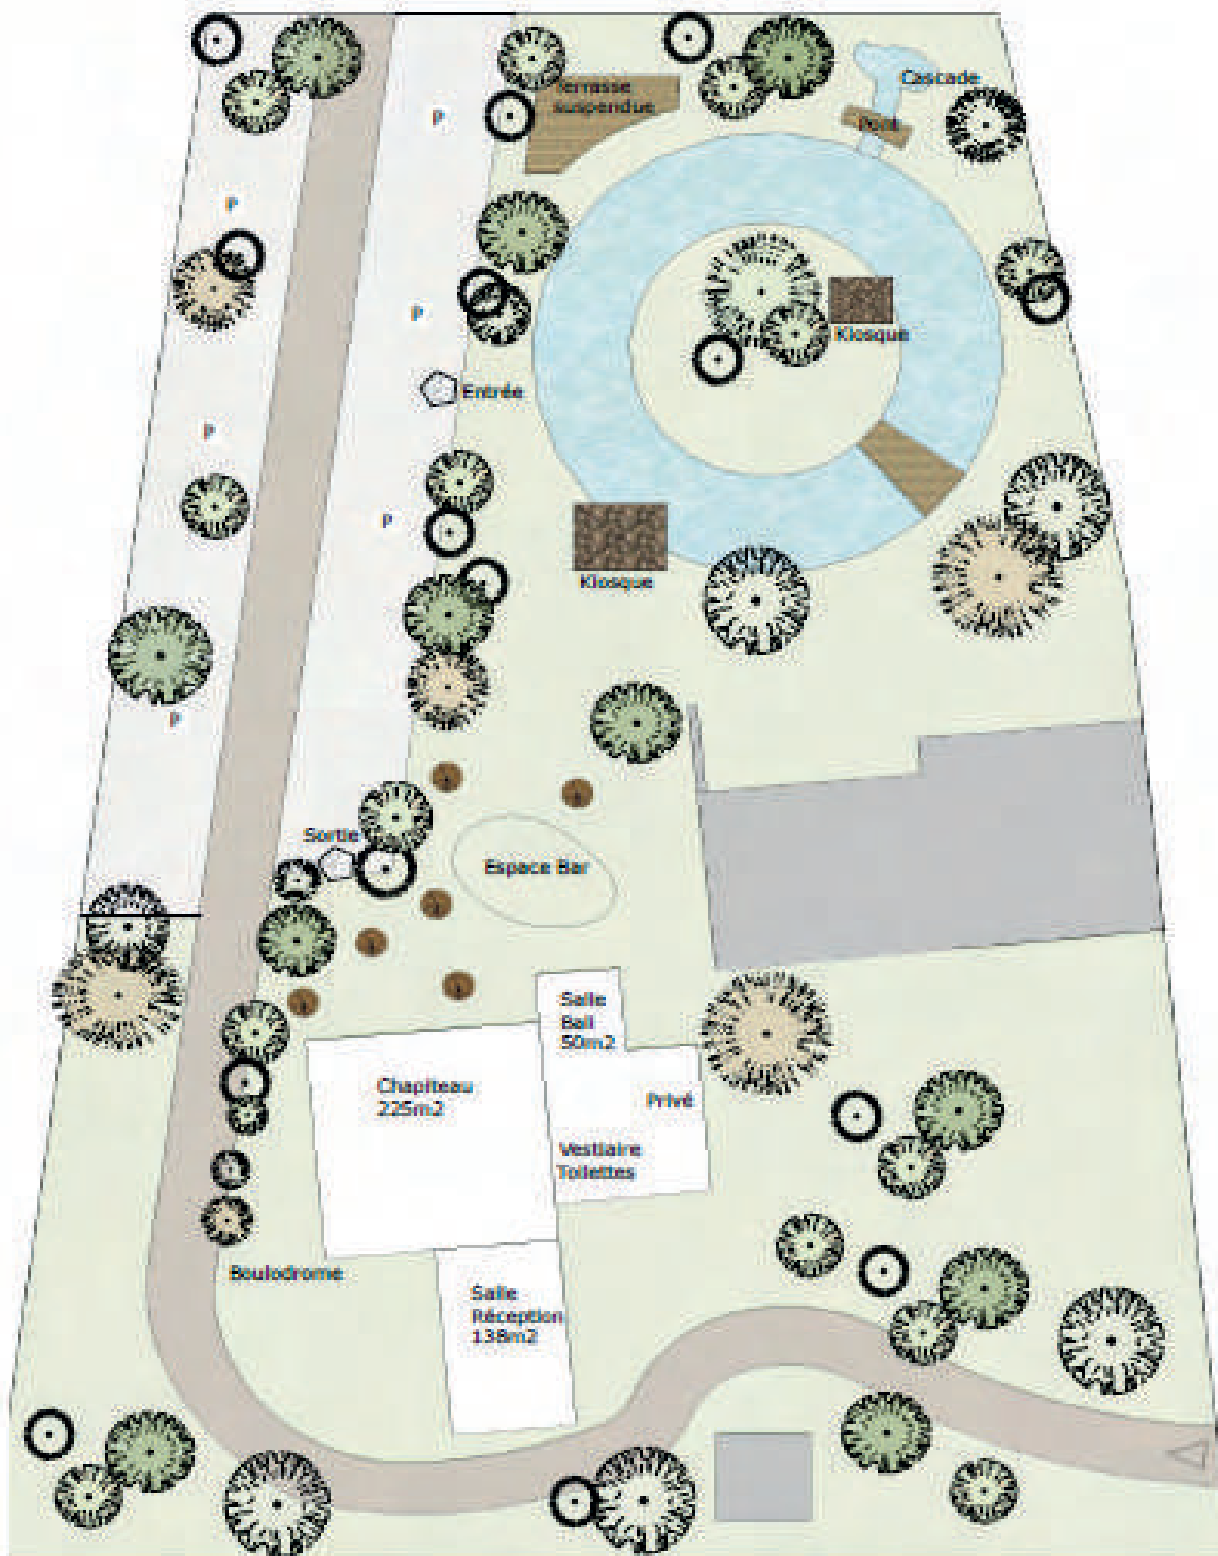 Cascade
Terrasse
suspendue
P
Pont
P
P
Kiosque
Entrée
P
P
Kiosque
P
Sortie
Espace Bar
Salle
Bali
50m2
Chapiteau
225m2
Privé
Vestiaire
Toilettes
Boulodrome
Salle
Réception
138m2